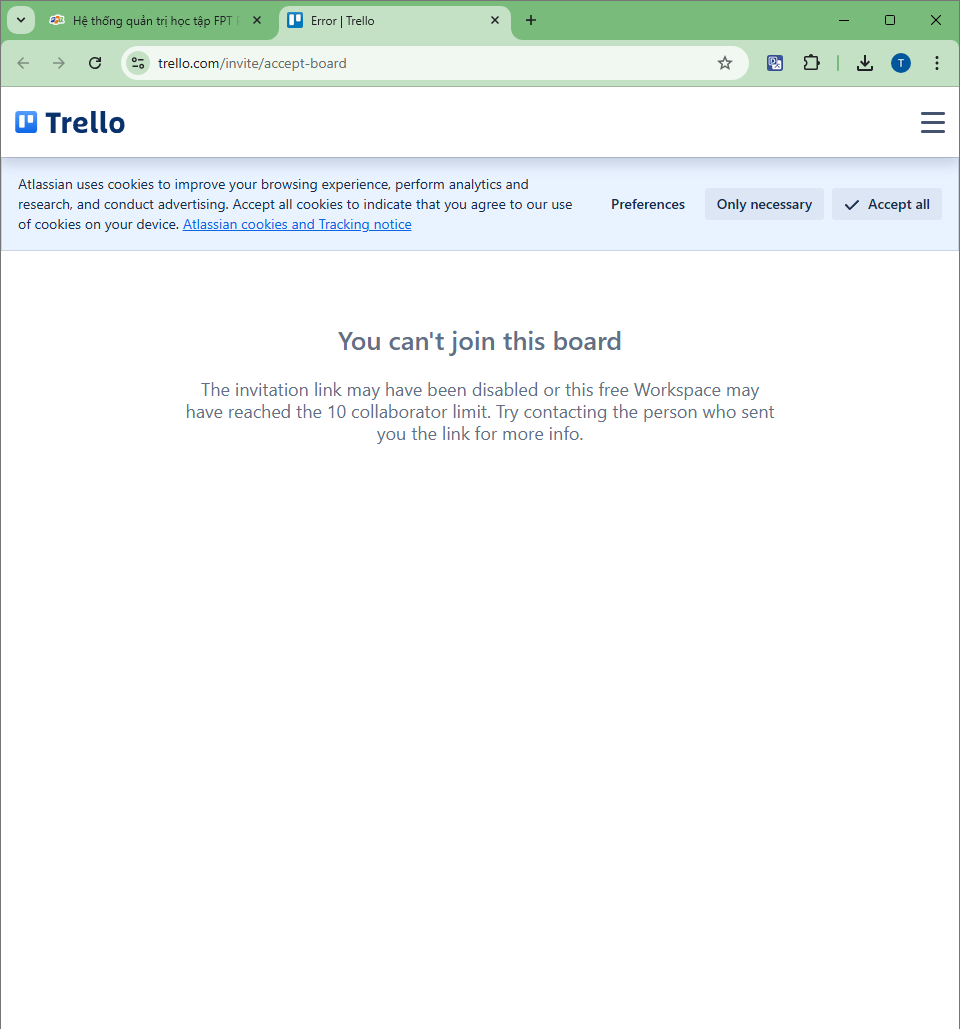 Hệ thống quản trị học tập FPT
Error | Trello
trello.com/invite/accept-board
T
Trello
Atlassian uses cookies to improve your browsing experience, perform analytics and
research, and conduct advertising. Accept all cookies to indicate that you agree to our use
of cookies on your device. Atlassian cookies and Tracking notice
Preferences
Only necessary
Accept all
You can't join this board
The invitation link may have been disabled or this free Workspace may
have reached the 10 collaborator limit. Try contacting the person who sent
you the link for more info.